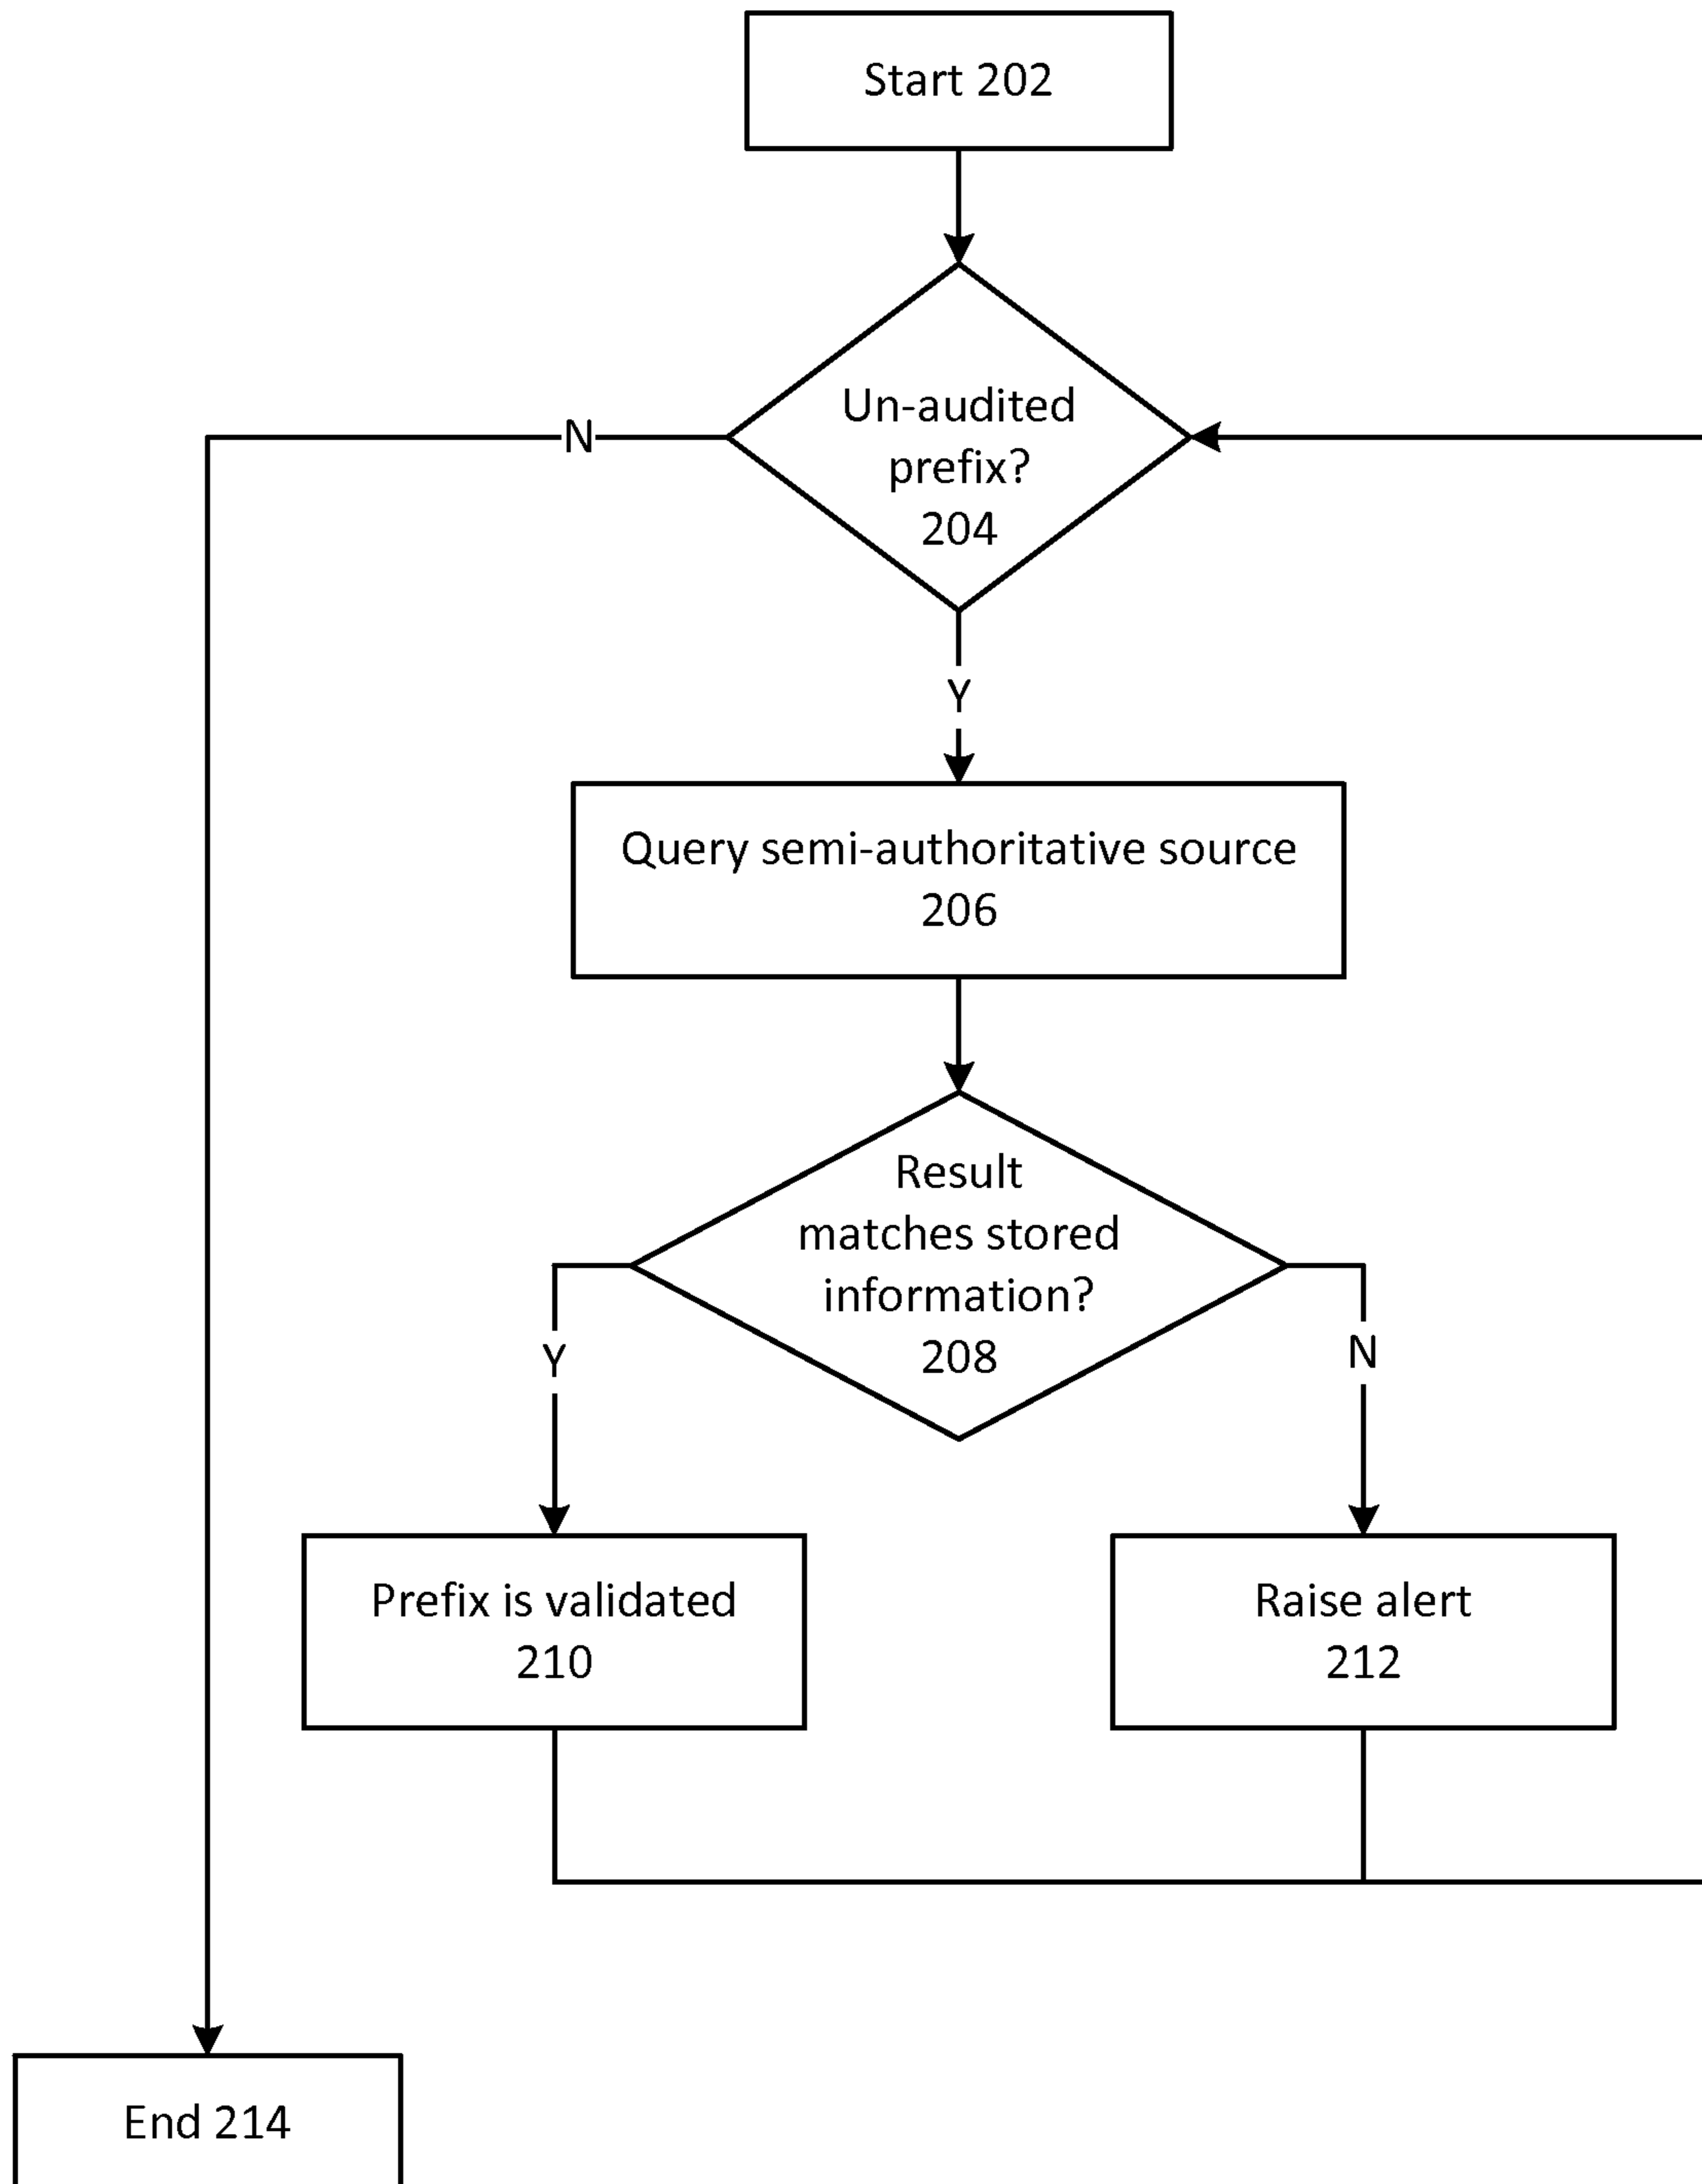 Start 202
Un-audited
prefix?
204
N
Y
Query semi-authoritative source
206
Result
matches stored
information?
208
Y
N
Prefix is validated
210
Raise alert
212
End 214